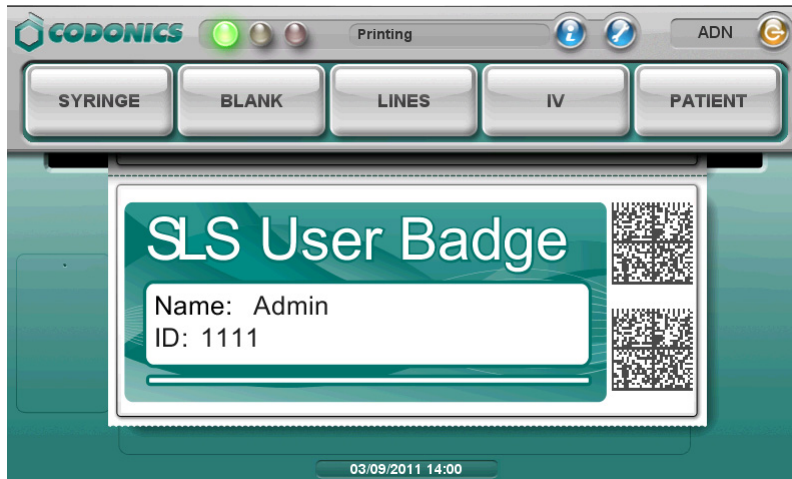 CODONICS
Printing
ADN
SYRINGE BLANK LINES IV PATIENT
SLS User Badge
Name: Admin
ID: 1111
03/09/2011 14:00